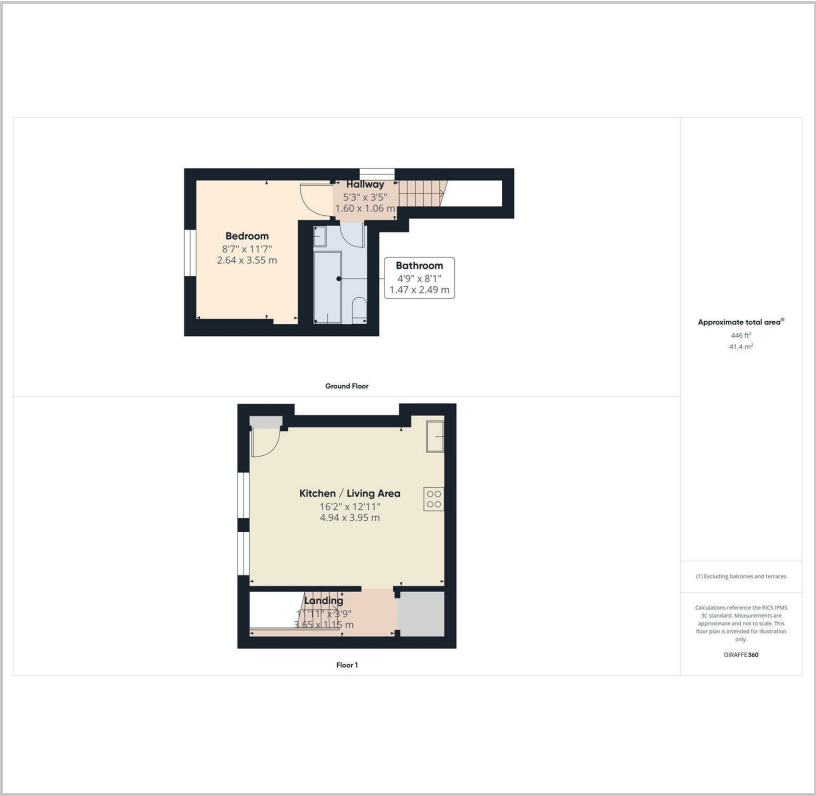 Hallway
5'3" x 3'5"
1.60 x 1.06 m
Bedroom
8'7" x 11'7"
2.64 x 3.55 m
Bathroom
4'9" x 8'1"
1.47 x 2.49 m
Ground Floor
Kitchen / Living Area
16'2" x 12'11"
4.94 x 3.95 m
Landing
11'11" x 3'9"
3.65 x 1.15 m
Floor 1
Approximate total area⁽¹⁾
446 ft²
41.4 m²
(1) Excluding balconies and terraces
Calculations reference the RICS IPMS
3C standard. Measurements are
approximate and not to scale. This
floor plan is intended for illustration
only.
GIRAFFE360